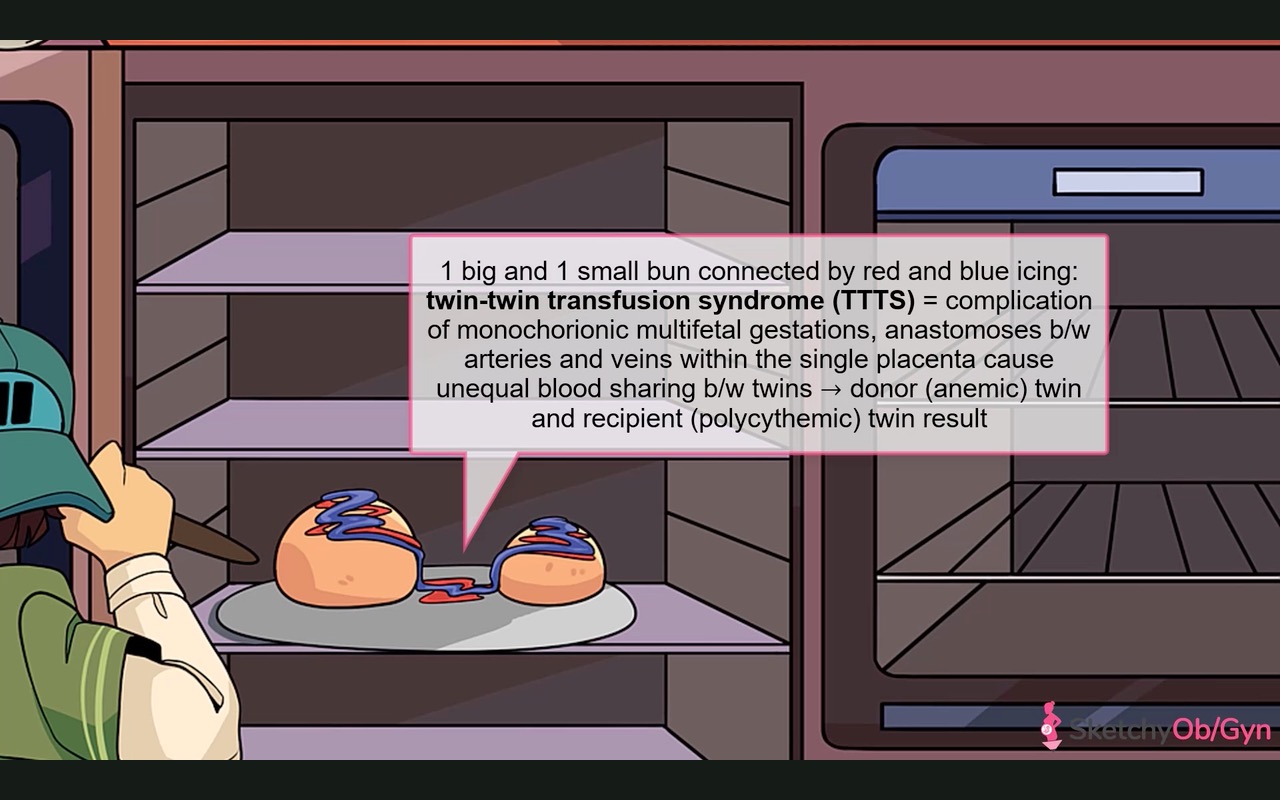 1 big and 1 small bun connected by red and blue icing:
twin-twin transfusion syndrome (TTTS) = complication
of monochorionic multifetal gestations, anastomoses b/w
arteries and veins within the single placenta cause
unequal blood sharing b/w twins → donor (anemic) twin
and recipient (polycythemic) twin result
SketchyOb/Gyn